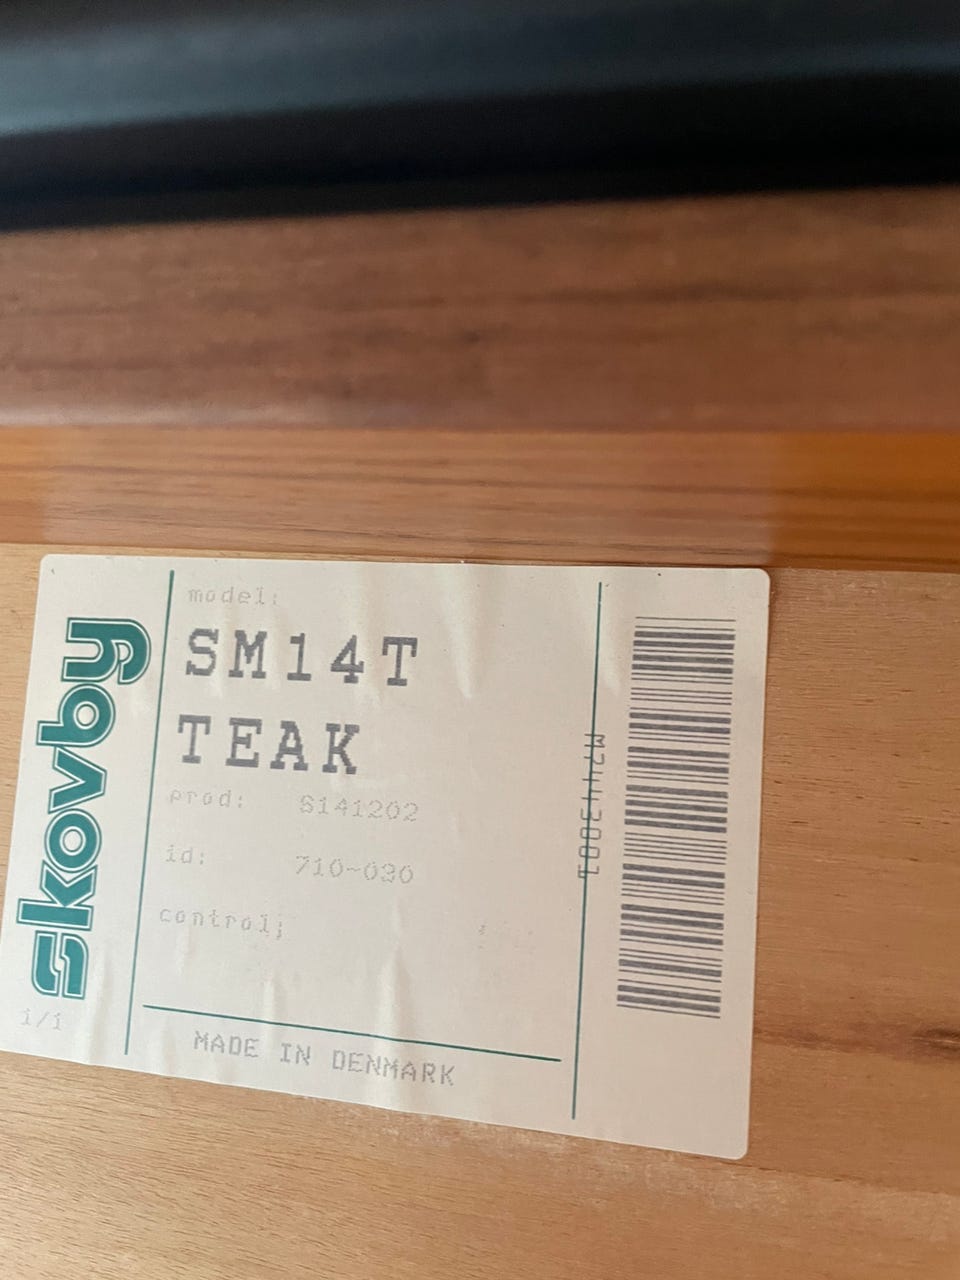 skovby
1/1
model:
SM14T
TEAK
prod: S141202
id: 710-030
control:
MADE IN DENMARK